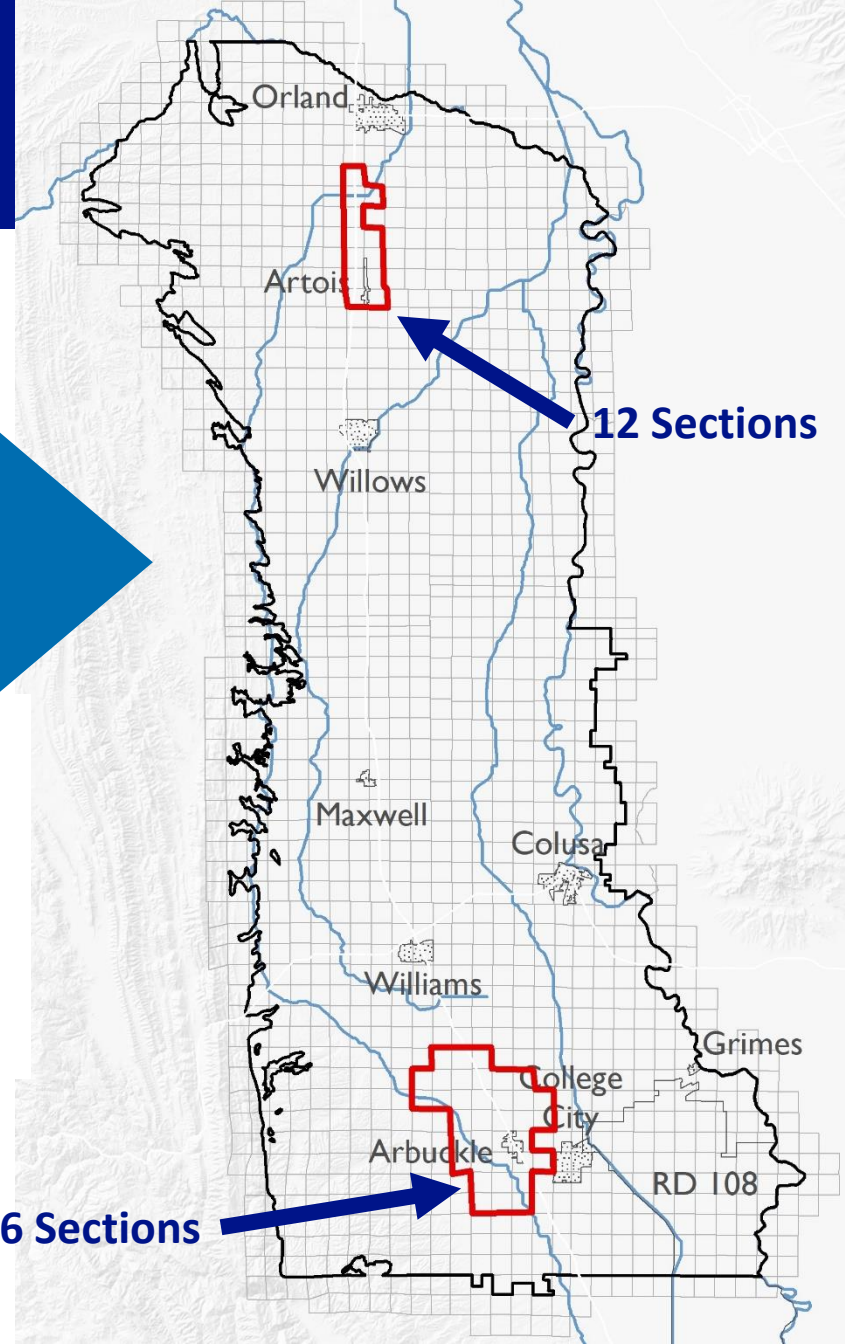 Orland
Artois
12 Sections
Willows
Maxwell
Colusa
Williams
Grimes
College
City
Arbuckle
RD 108
6 Sections